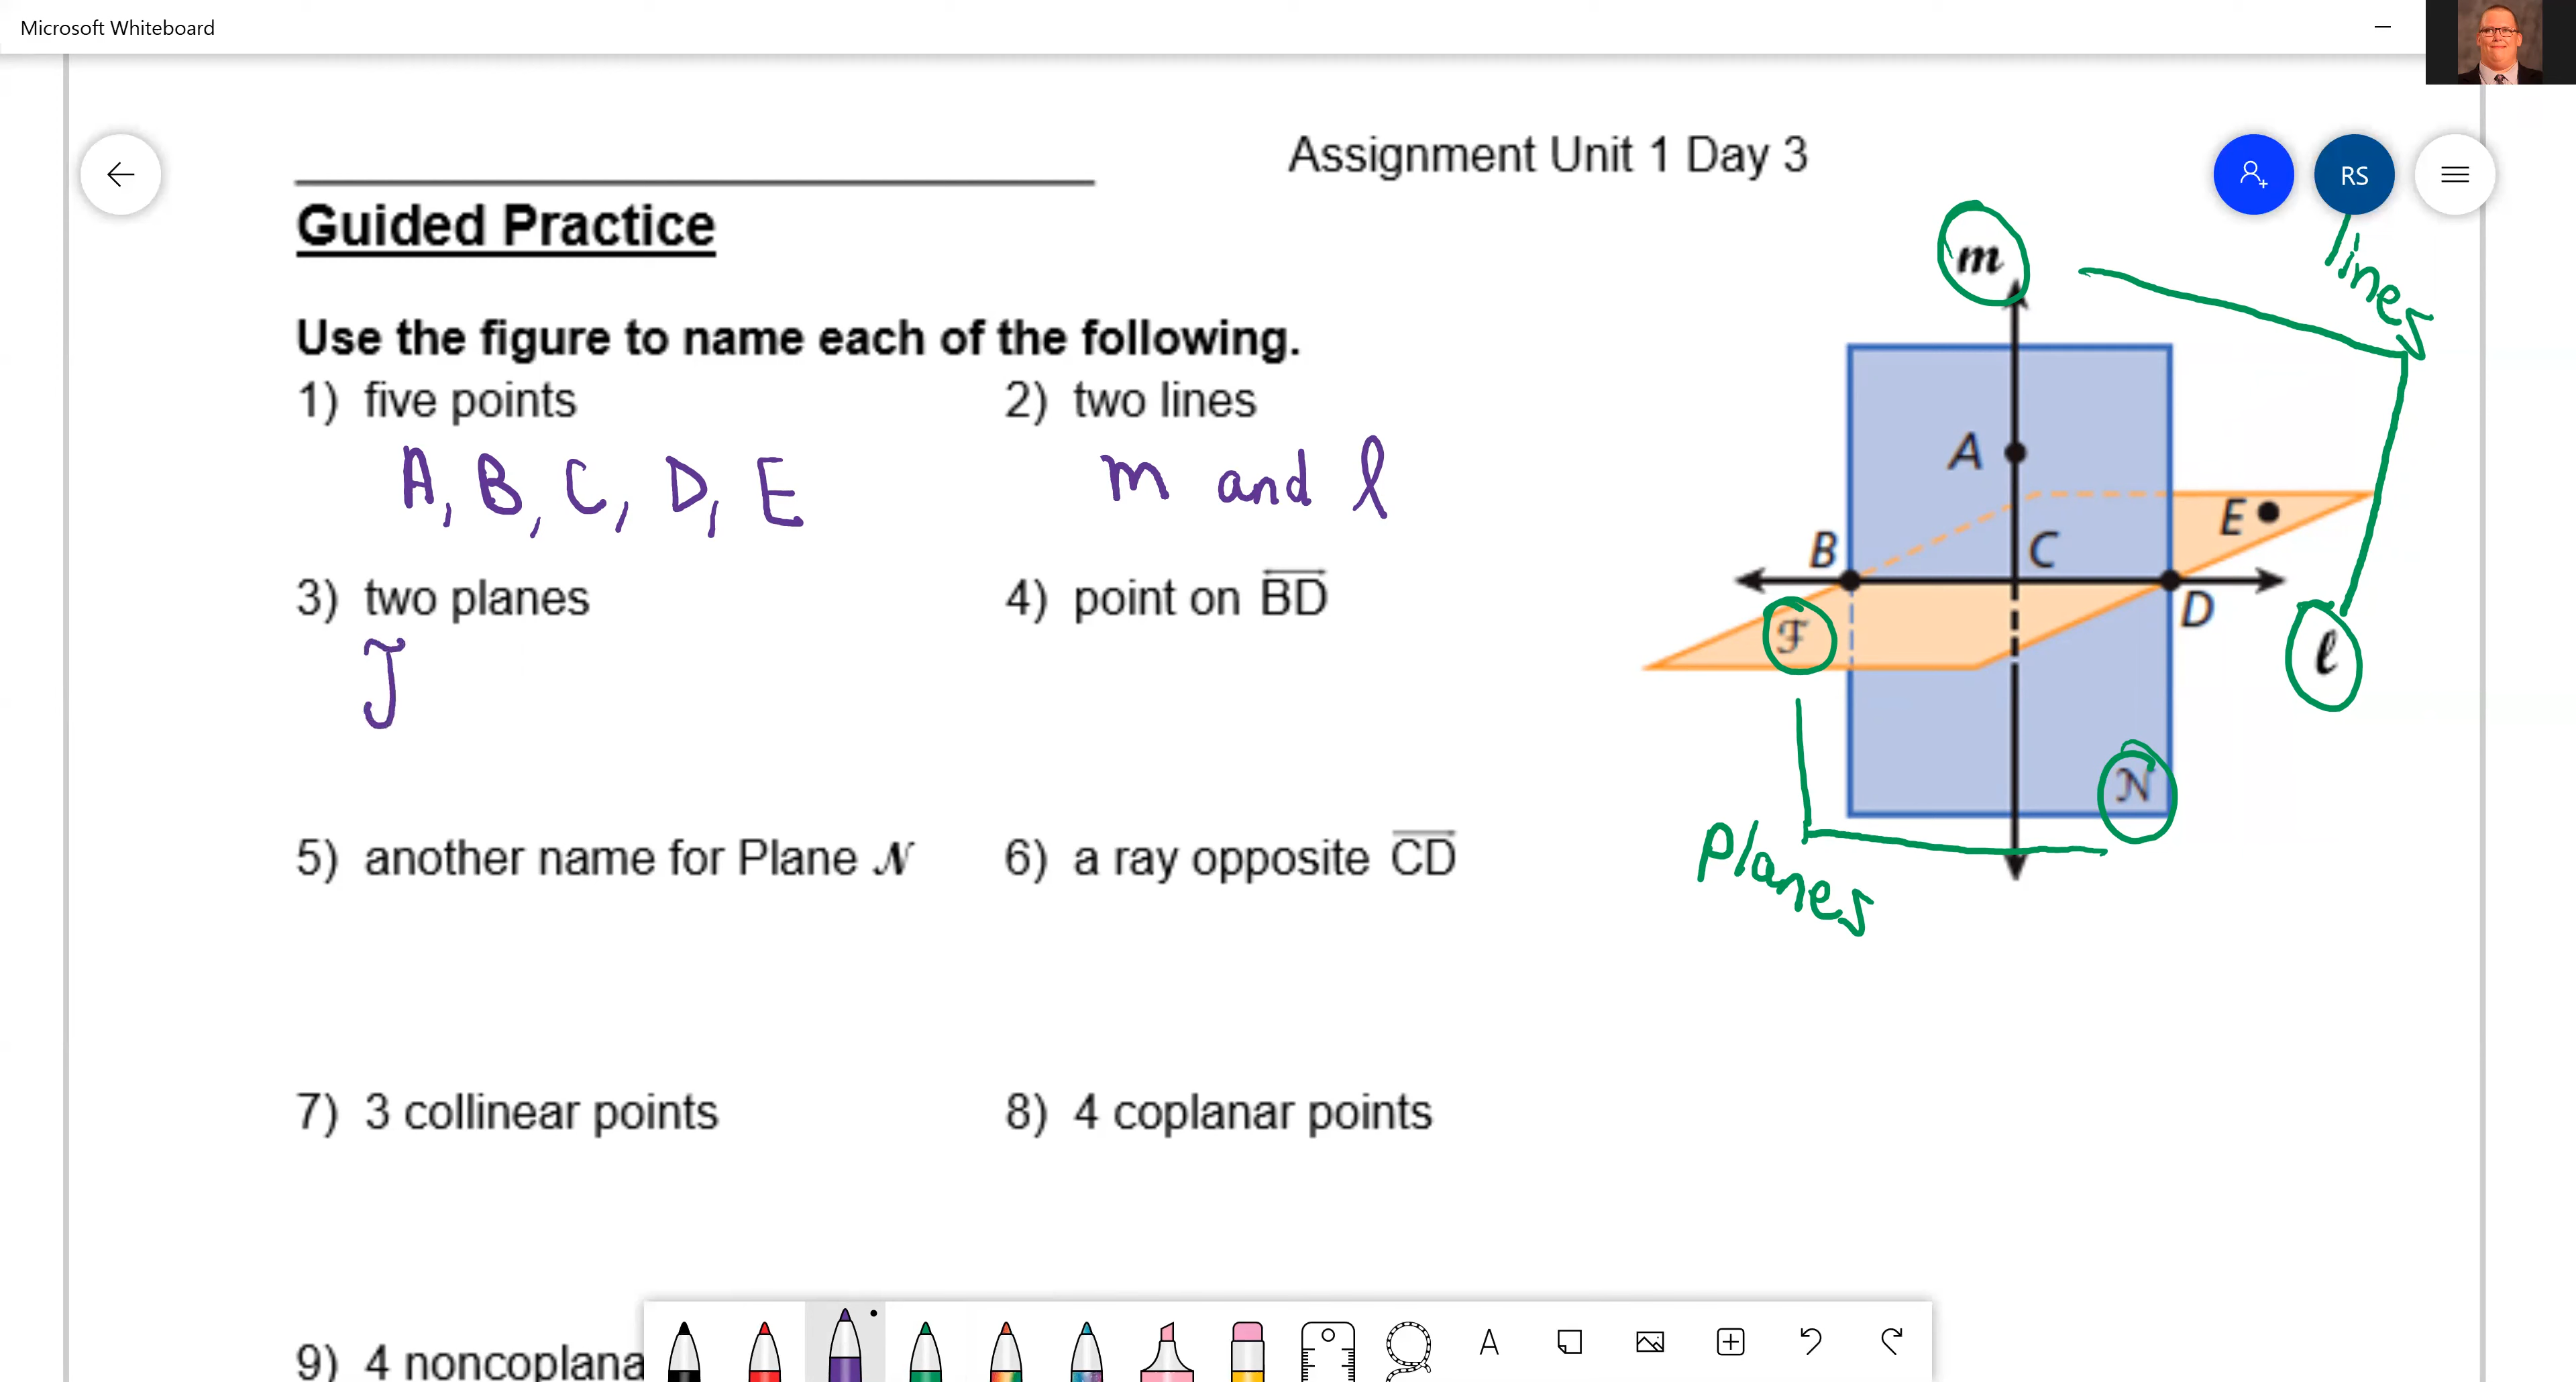 Microsoft Whiteboard
Assignment Unit 1 Day 3
RS
Guided Practice
Use the figure to name each of the following.
1) five points
2) two lines
A, B, C, D, E
m and ℓ
3) two planes
4) point on BD
5) another name for Plane 𝒩
6) a ray opposite CD
7) 3 collinear points
8) 4 coplanar points
9) 4 noncoplana
m
lines
A
E
B
C
D
ℱ
ℓ
𝒩
Planes
A